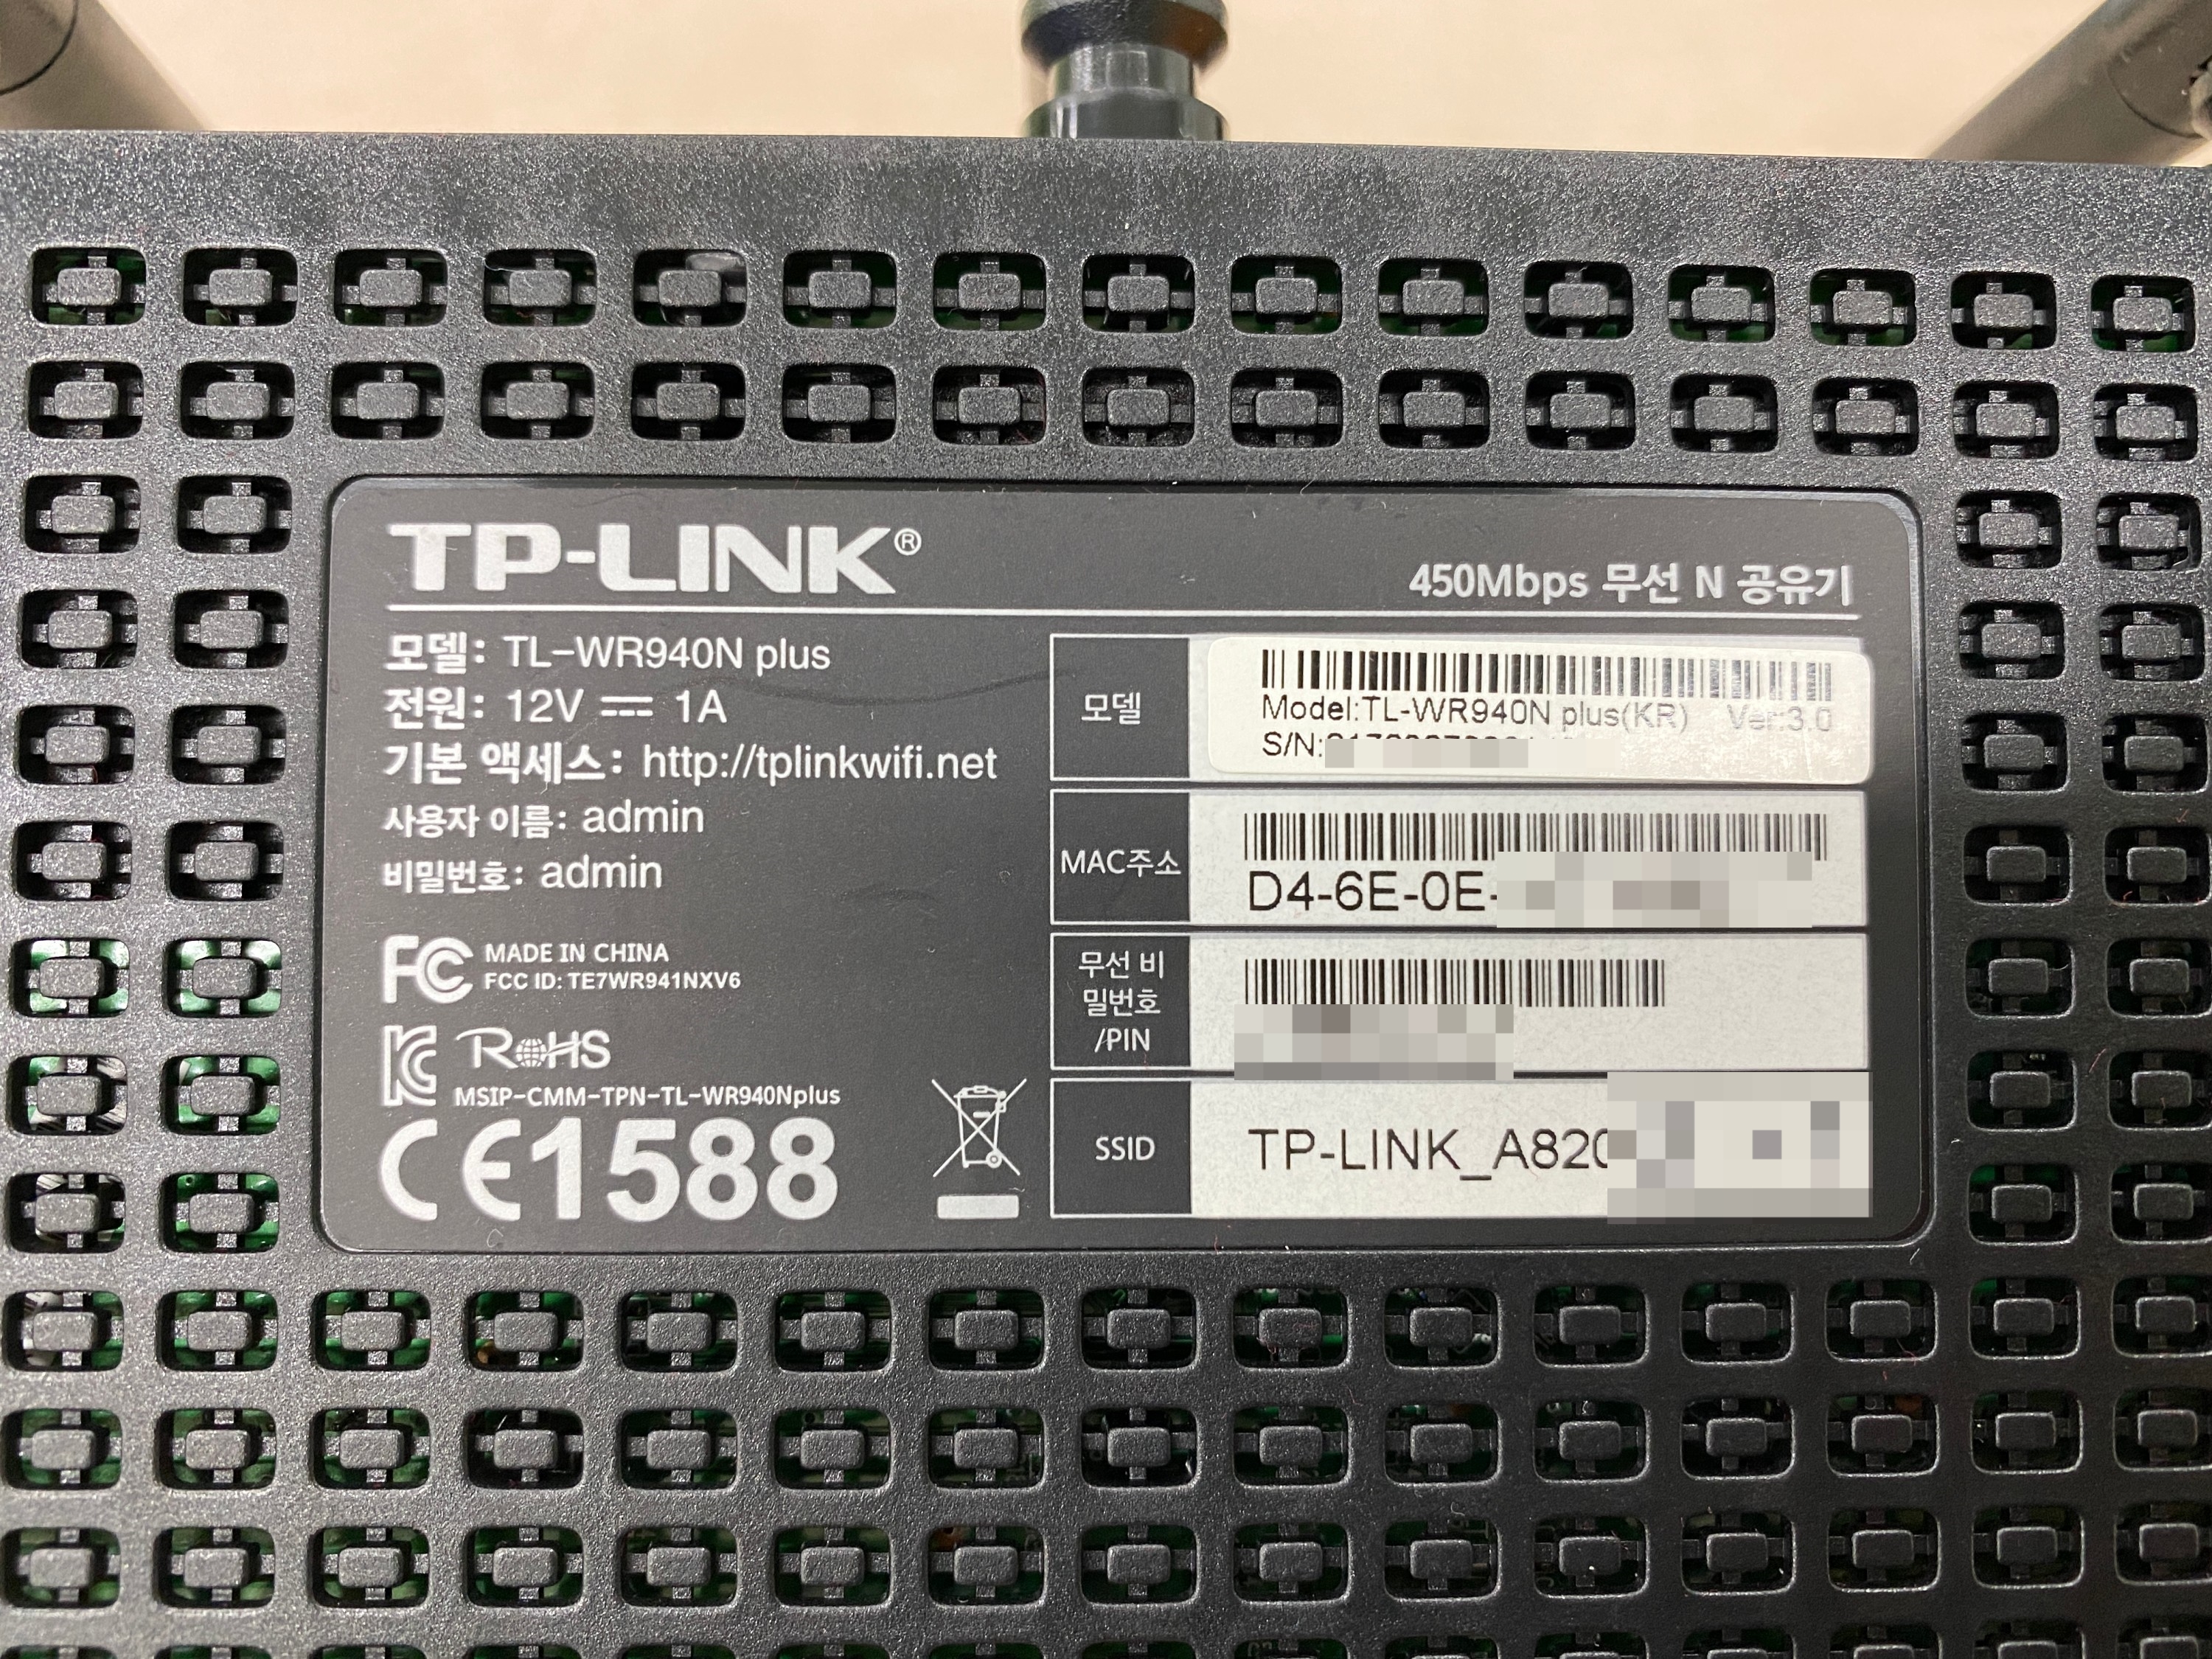 TP-LINK®
450Mbps 무선 N 공유기
모델: TL-WR940N plus
전원: 12V ⎓ 1A
기본 액세스: http://tplinkwifi.net
사용자 이름: admin
비밀번호: admin
FC MADE IN CHINA
FCC ID: TE7WR941NXV6
RoHS
MSIP-CMM-TPN-TL-WR940Nplus
CE1588
모델
Model:TL-WR940N plus(KR) Ver:3.0
S/N:
MAC주소
D4-6E-0E-
무선 비
밀번호
/PIN
SSID
TP-LINK_A820